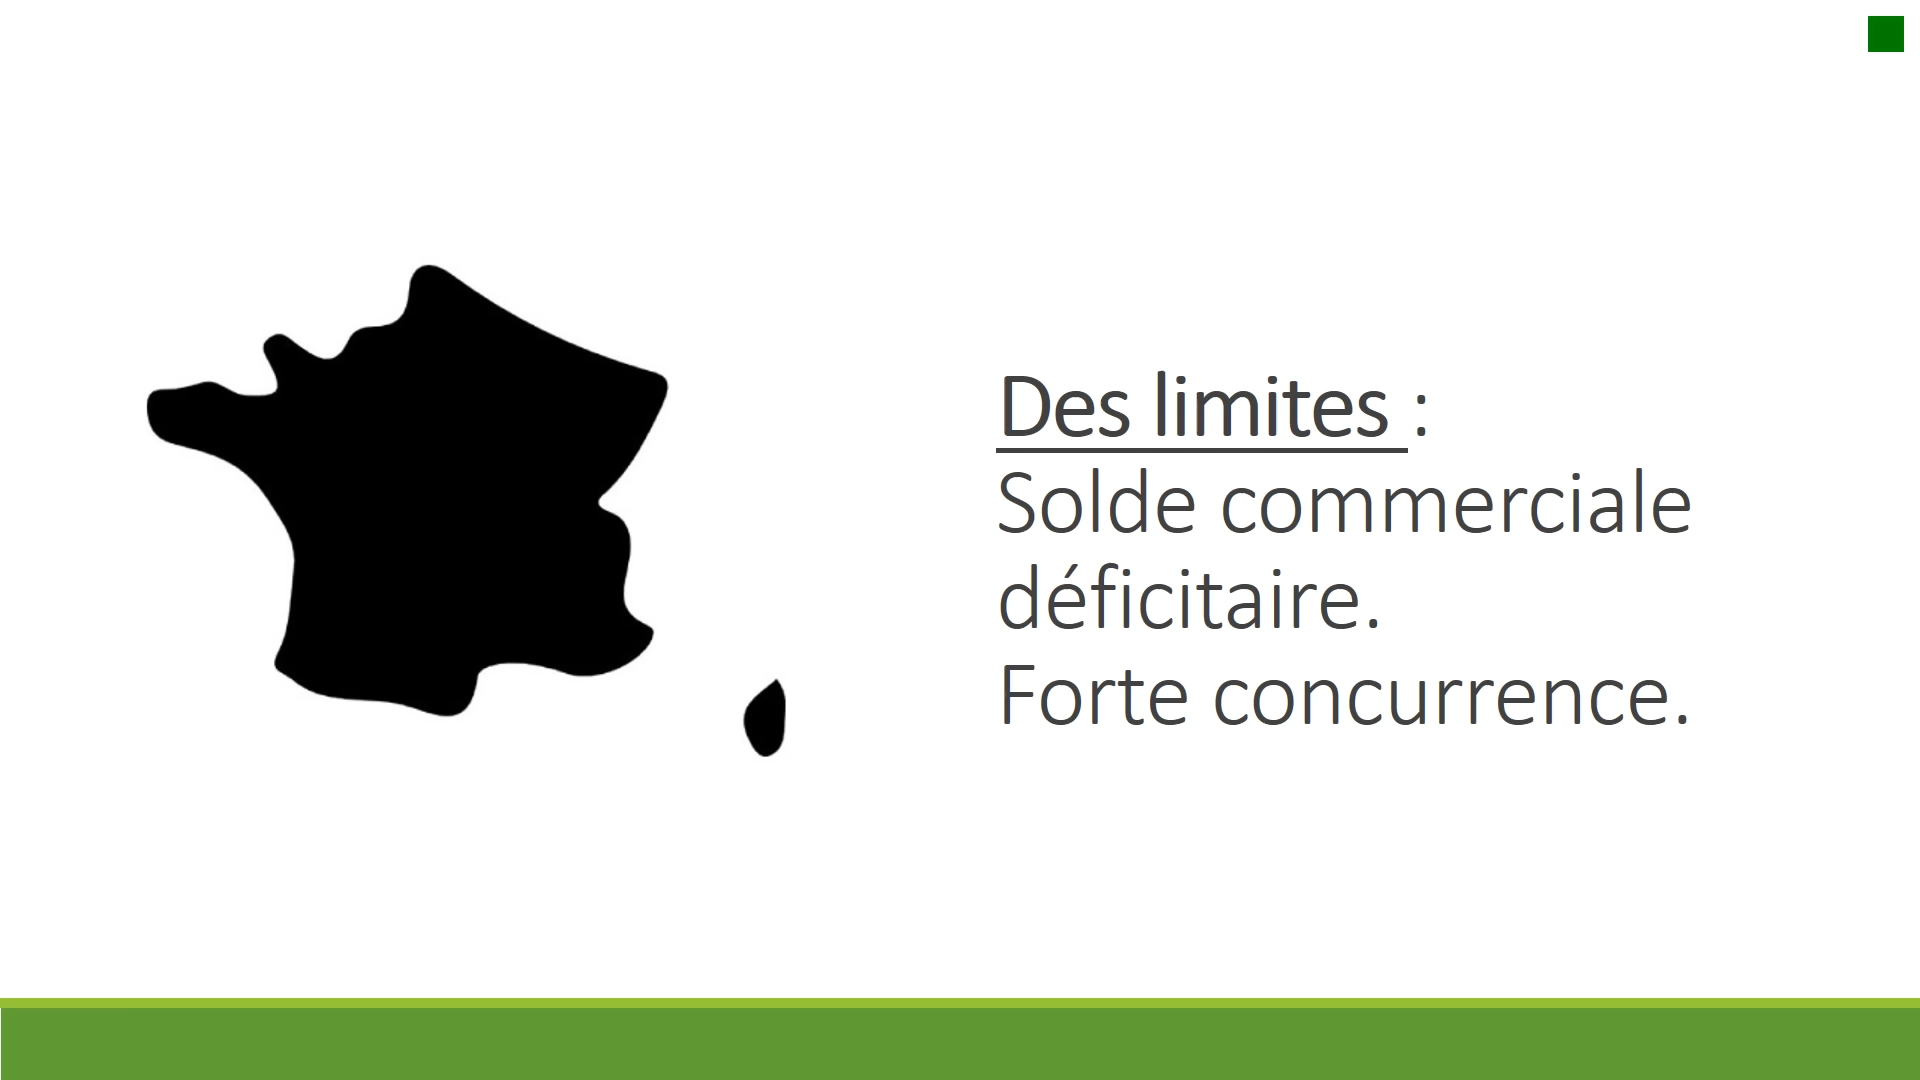 Des limites :
Solde commerciale
déficitaire.
Forte concurrence.